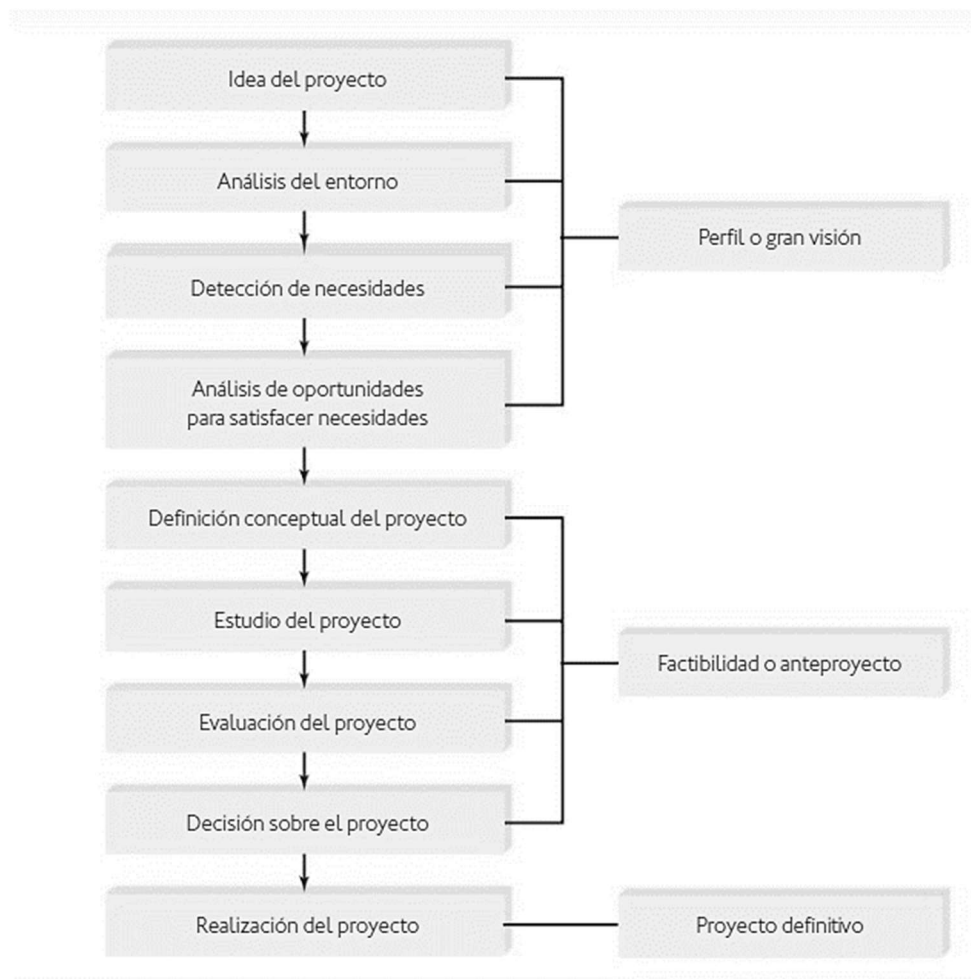 Idea del proyecto
Análisis del entorno
Detección de necesidades
Análisis de oportunidades
para satisfacer necesidades
Perfil o gran visión
Definición conceptual del proyecto
Estudio del proyecto
Evaluación del proyecto
Decisión sobre el proyecto
Factibilidad o anteproyecto
Realización del proyecto
Proyecto definitivo